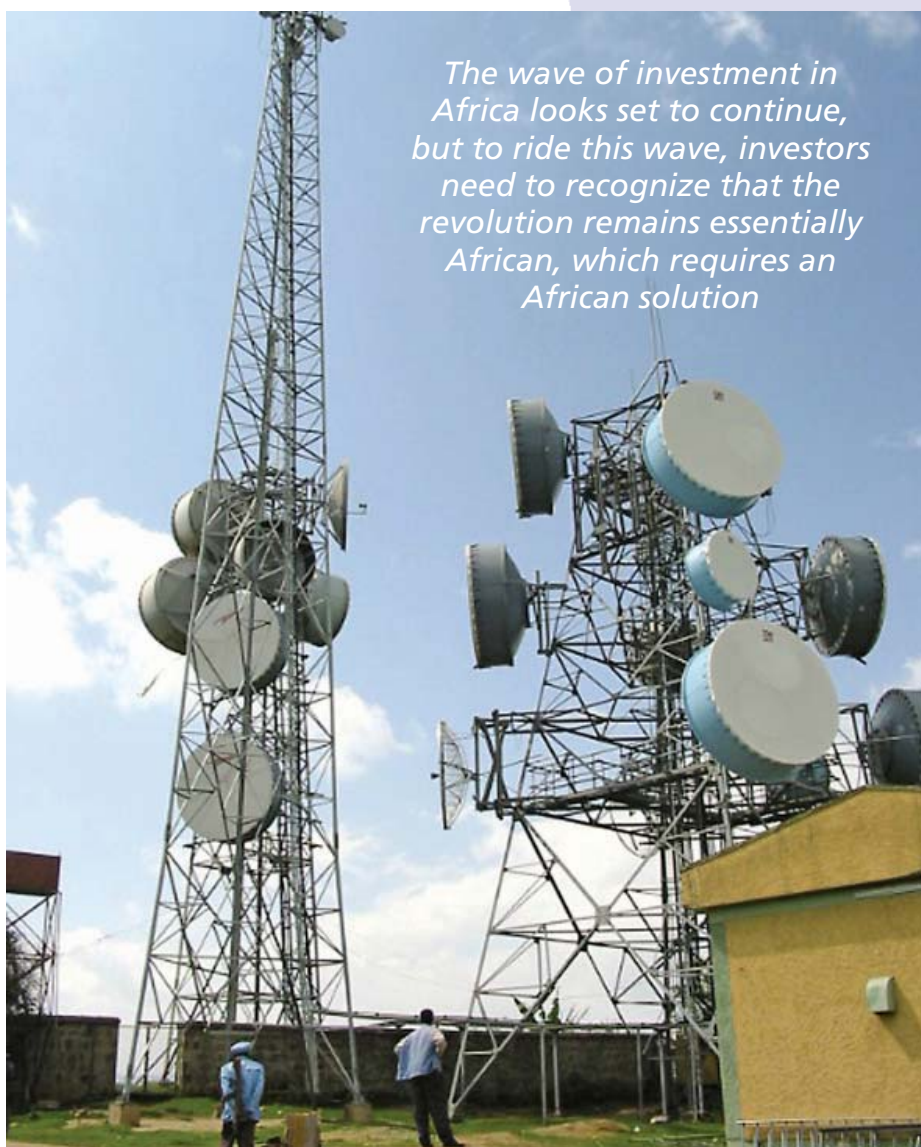 The wave of investment in
Africa looks set to continue,
but to ride this wave, investors
need to recognize that the
revolution remains essentially
African, which requires an
African solution